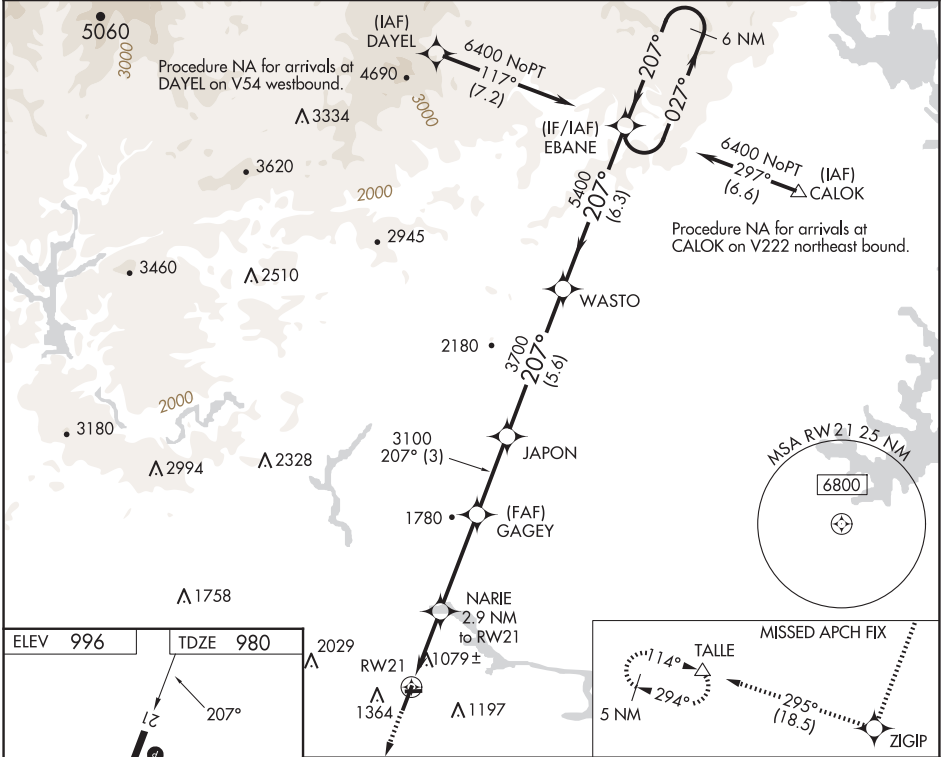 5060
3000
(IAF)
DAYEL
6400 NoPT
117°
(7.2)
Procedure NA for arrivals at
DAYEL on V54 westbound.
4690
3000
3334
207°
027°
6 NM
(IF/IAF)
EBANE
3620
2000
6400 NoPT
297°
(6.6)
(IAF)
CALOK
5400
207°
(6.3)
Procedure NA for arrivals at
CALOK on V222 northeast bound.
2945
3460
2510
WASTO
2180
3700
207°
(5.6)
2000
3180
2994
2328
3100
207° (3)
JAPON
MSA RW21 25 NM
6800
1780
(FAF)
GAGEY
1758
NARIE
2.9 NM
to RW21
ELEV 996
TDZE 980
2029
RW21
1079±
1364
1197
21
207°
P
MISSED APCH FIX
TALLE
114°
294°
5 NM
295°
(18.5)
ZIGIP